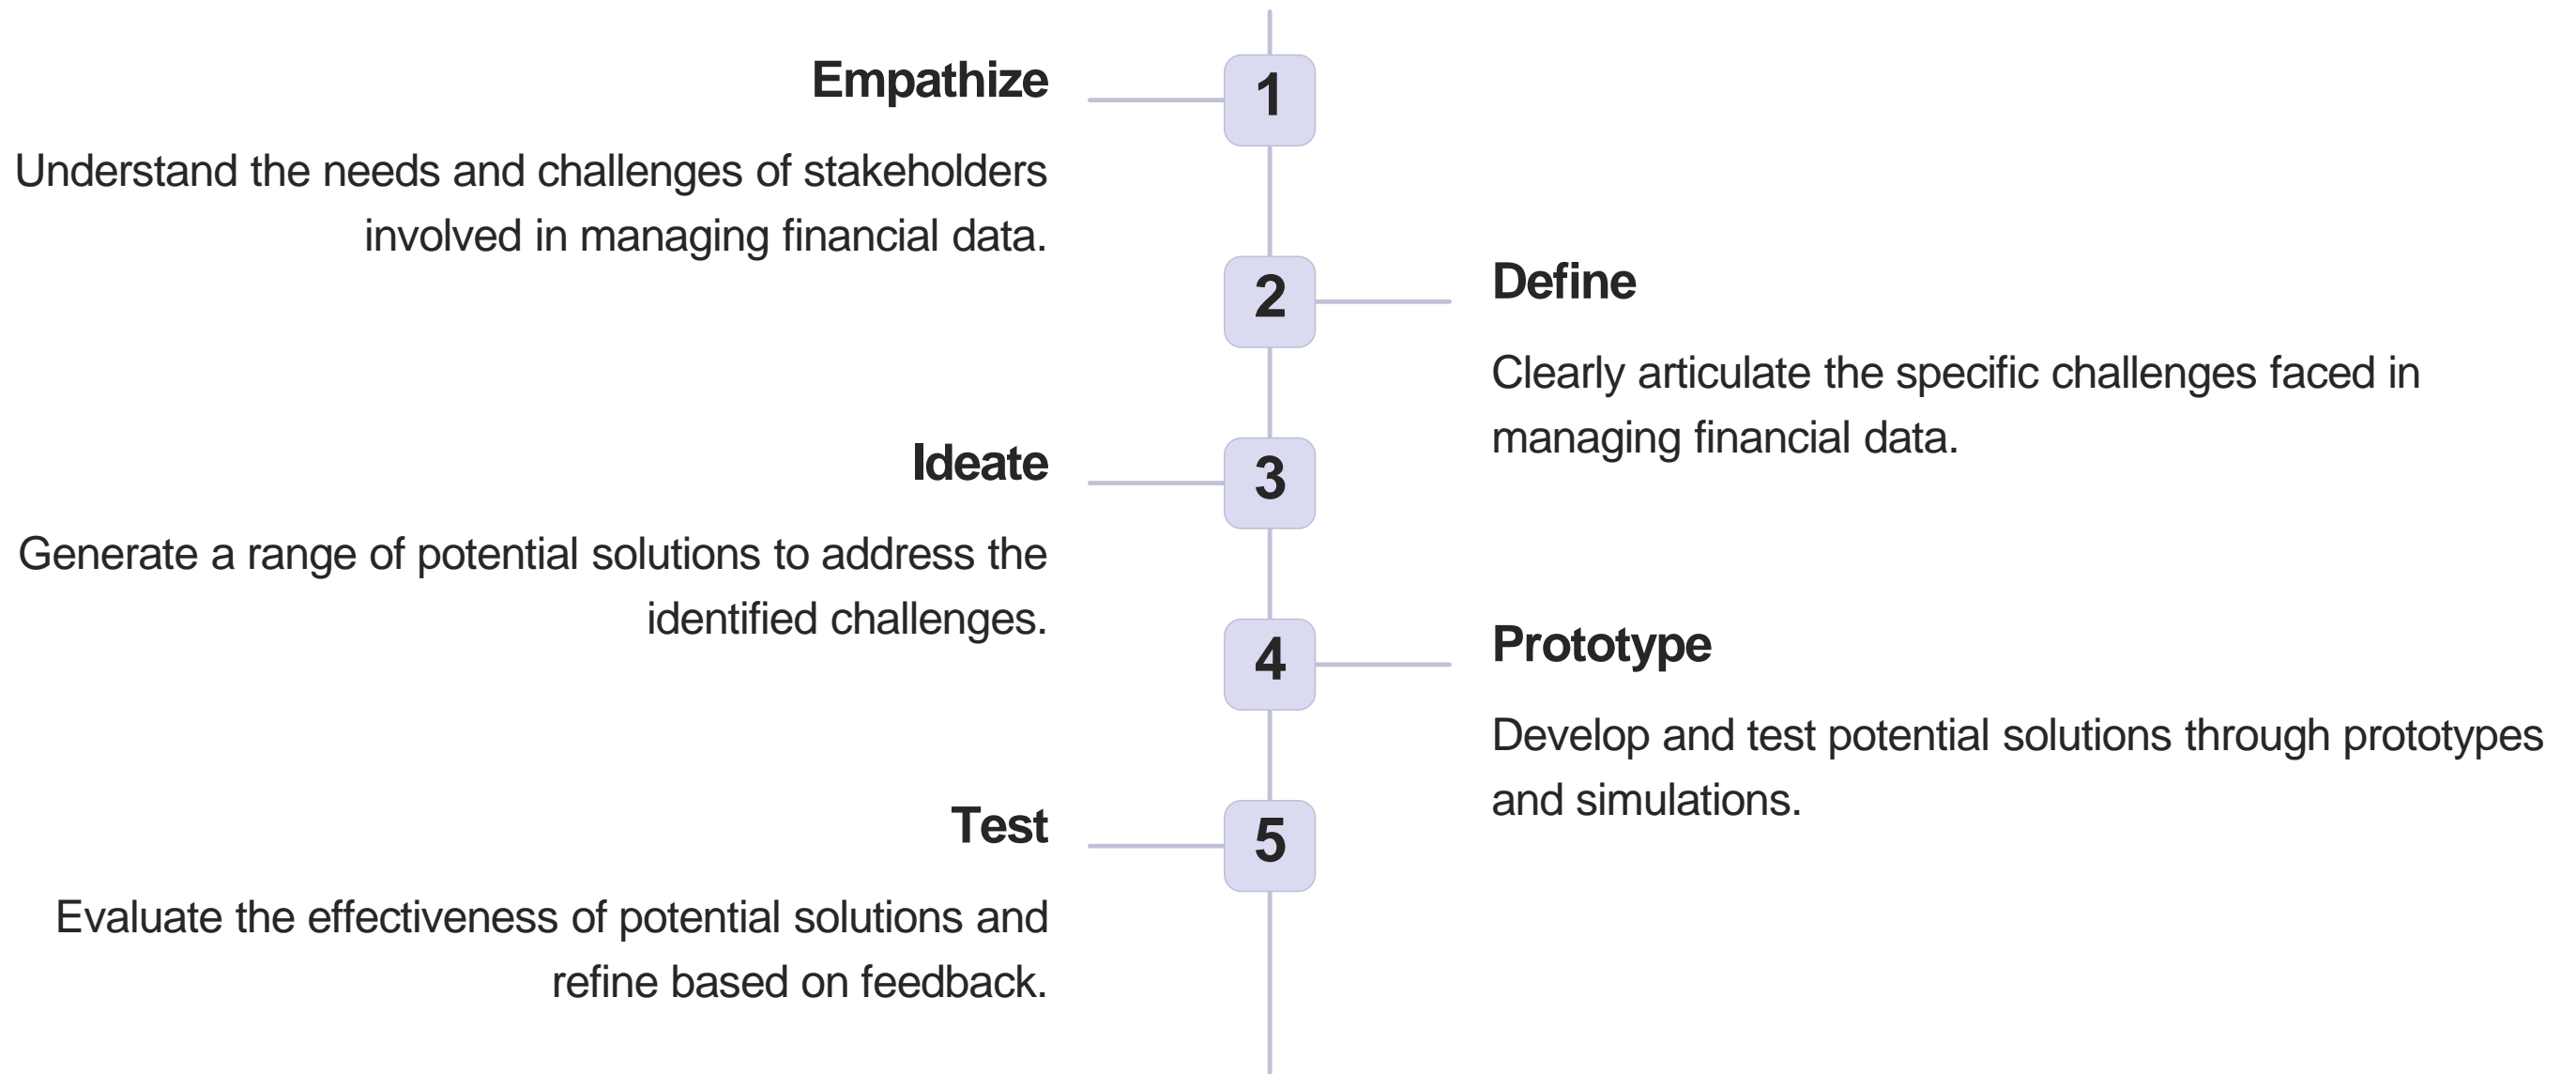 Empathize
1
Understand the needs and challenges of stakeholders
involved in managing financial data.
2
Define
Clearly articulate the specific challenges faced in
managing financial data.
Ideate
3
Generate a range of potential solutions to address the
identified challenges.
4
Prototype
Develop and test potential solutions through prototypes
and simulations.
Test
5
Evaluate the effectiveness of potential solutions and
refine based on feedback.